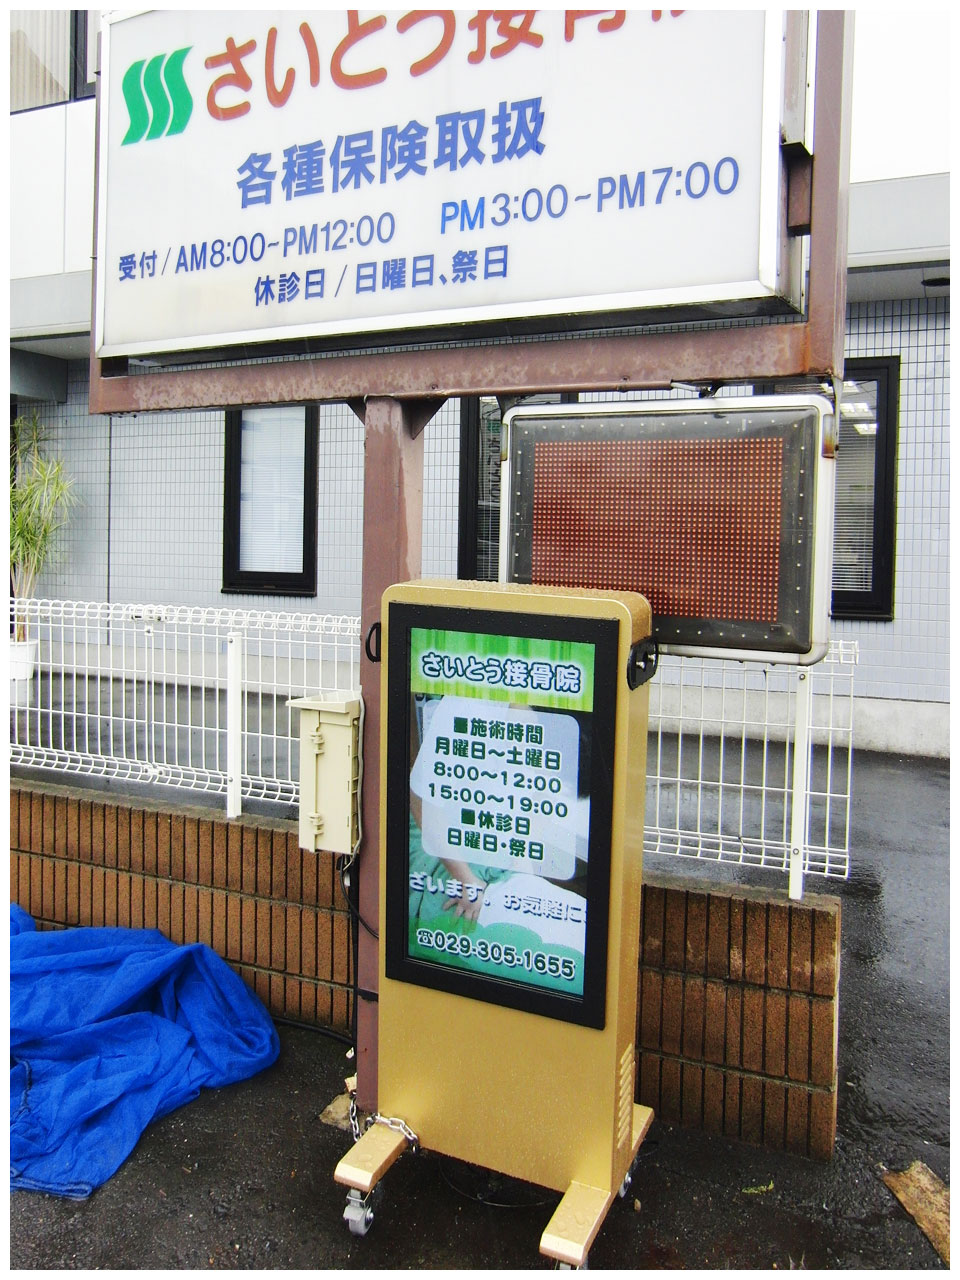 さいとう接骨院
各種保険取扱
受付/AM8:00~PM12:00 PM3:00~PM7:00
休診日/日曜日、祭日
さいとう接骨院
■施術時間
月曜日～土曜日
8:00～12:00
15:00～19:00
■休診日
日曜日・祭日
ざいます。お気軽に
☎029-305-1655